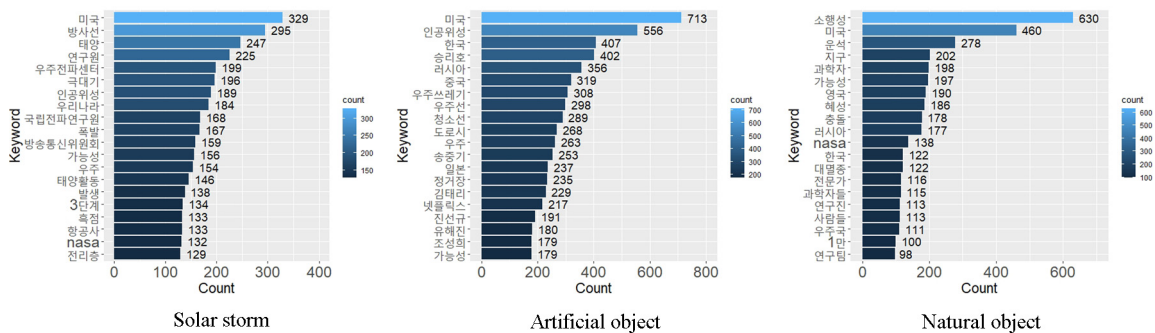 미국 329
방사선 295
태양 247
연구원 225
우주전파센터 199
극대기 196
인공위성 189
우리나라 184
국립전파연구원 168
폭발 167
방송통신위원회 159
가능성 156
우주 154
태양활동 146
발생 138
3단계 134
흑점 133
항공사 133
nasa 132
전리층 129
Keyword
0 100 200 300 400
Count
count
300
250
200
150
Solar storm
미국 713
인공위성 556
한국 407
승리호 402
러시아 356
중국 319
우주쓰레기 308
우주선 298
청소선 289
도로시 268
우주 263
송중기 253
일본 237
정거장 235
김태리 229
넷플릭스 217
진선규 191
유해진 180
조성희 179
가능성 179
Keyword
0 200 400 600 800
Count
count
700
600
500
400
300
200
Artificial object
소행성 630
미국 460
운석 278
지구 202
과학자 198
가능성 197
영국 190
혜성 186
충돌 178
러시아 177
nasa 138
한국 122
대멸종 122
전문가 116
과학자들 115
연구진 113
사람들 113
우주국 111
1만 100
연구팀 98
Keyword
0 200 400 600
Count
count
600
500
400
300
200
100
Natural object